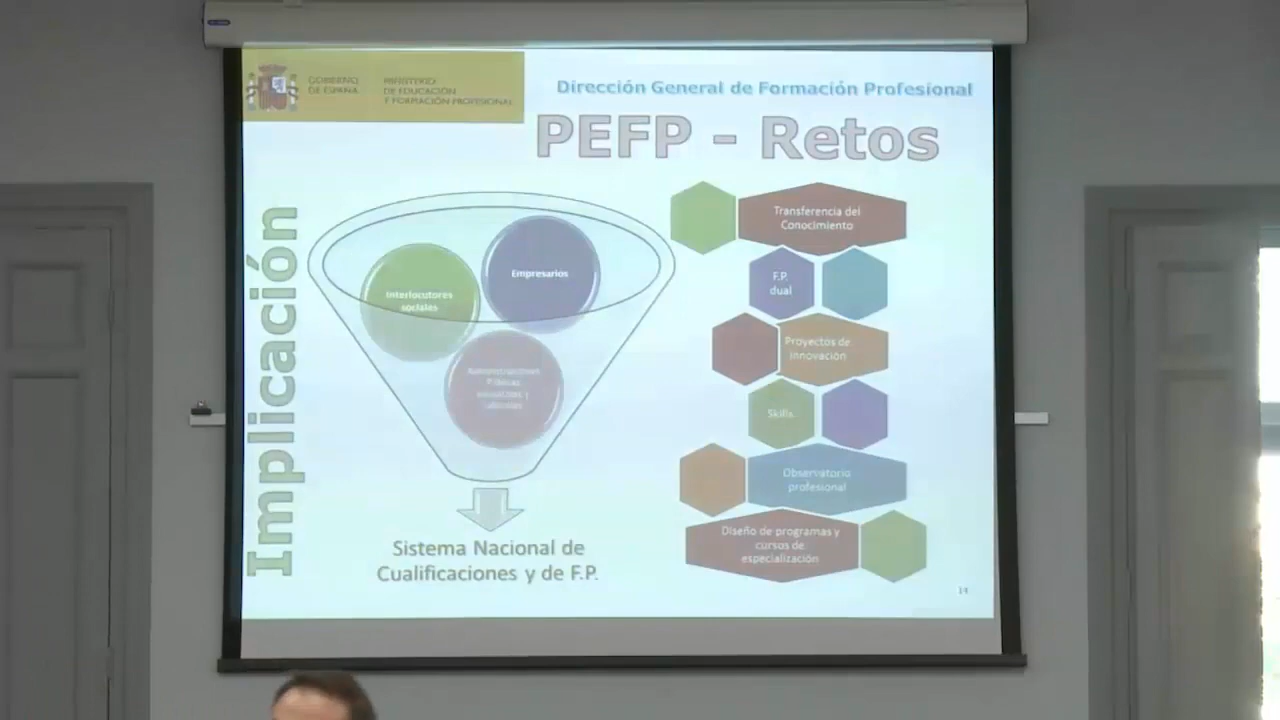 GOBIERNO
DE ESPAÑA
MINISTERIO
DE EDUCACIÓN
Y FORMACIÓN PROFESIONAL
Dirección General de Formación Profesional
PEFP - Retos
Implicación
Empresarios
Interlocutores
sociales
Administraciones
Sistema Nacional de
Cualificaciones y de F.P.
Transferencia del
Conocimiento
F.P.
dual
Proyectos de
innovación
Skills
Observatorio
profesional
Diseño de programas y
cursos de
especialización